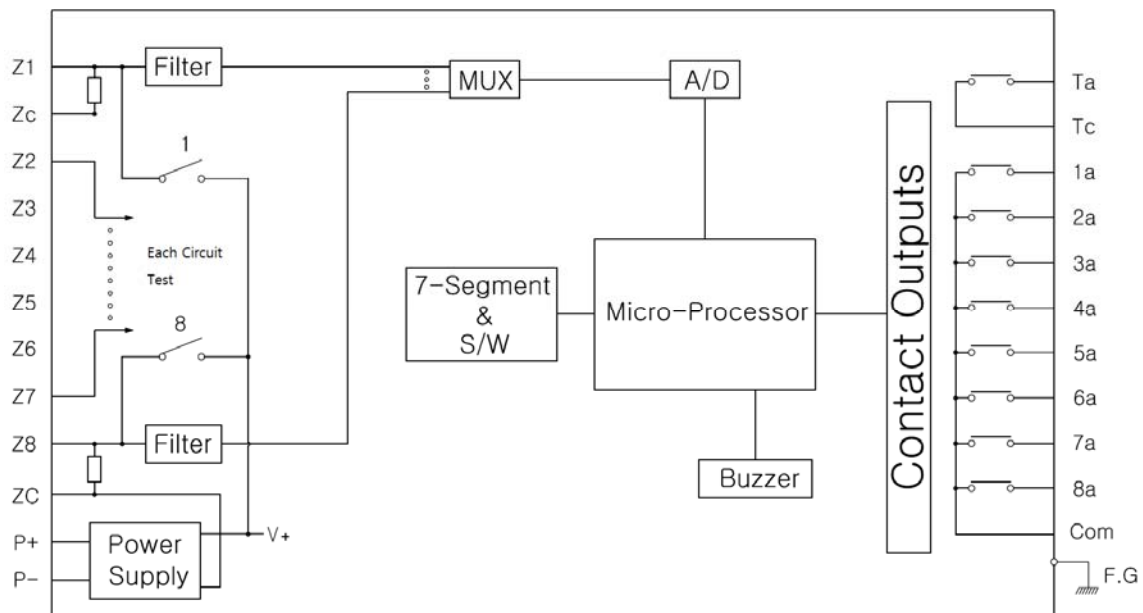 Z1
Zc
Z2
Z3
Z4
Z5
Z6
Z7
Z8
ZC
P+
P-
Filter
1
Each Circuit
Test
8
Filter
Power
Supply
V+
MUX
A/D
7-Segment
&
S/W
Micro-Processor
Buzzer
Contact Outputs
Ta
Tc
1a
2a
3a
4a
5a
6a
7a
8a
Com
F.G